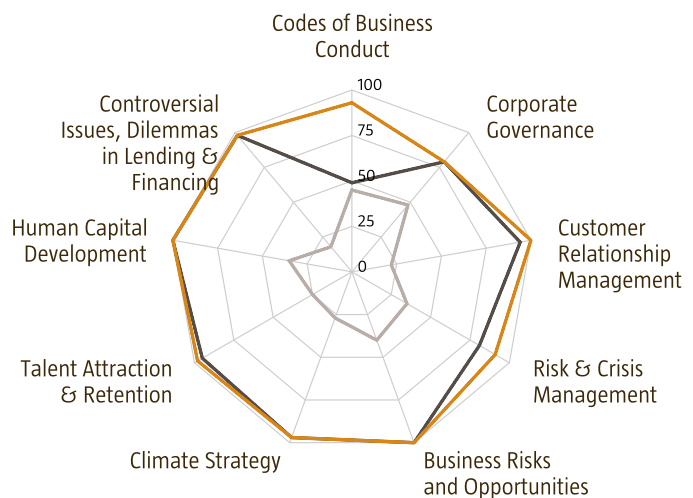 Codes of Business
Conduct
100
Controversial
Issues, Dilemmas
in Lending &
Financing
Corporate
Governance
75
50
25
0
Human Capital
Development
Customer
Relationship
Management
Talent Attraction
& Retention
Risk & Crisis
Management
Climate Strategy
Business Risks
and Opportunities